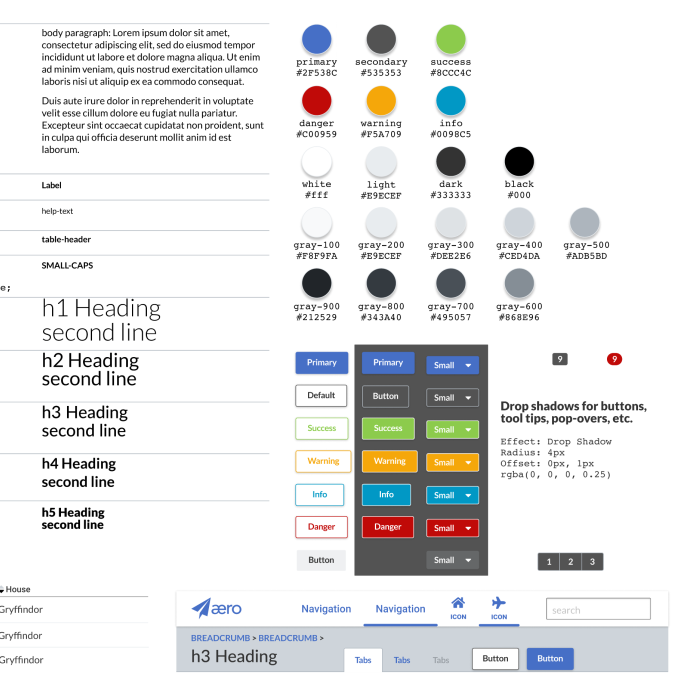 body paragraph: Lorem ipsum dolor sit amet,
consectetur adipiscing elit, sed do eiusmod tempor
incididunt ut labore et dolore magna aliqua. Ut enim
ad minim veniam, quis nostrud exercitation ullamco
laboris nisi ut aliquip ex ea commodo consequat.
Duis aute irure dolor in reprehenderit in voluptate
velit esse cillum dolore eu fugiat nulla pariatur.
Excepteur sint occaecat cupidatat non proident, sunt
in culpa qui officia deserunt mollit anim id est
laborum.
Label
help-text
table-header
SMALL-CAPS
e;
h1 Heading
second line
h2 Heading
second line
h3 Heading
second line
h4 Heading
second line
h5 Heading
second line
primary secondary success
#2F538C #535353 #8CCC4C
danger warning info
#C00959 #F5A709 #0098C5
white light dark black
#fff #E9ECEF #333333 #000
gray-100 gray-200 gray-300 gray-400 gray-500
#F8F9FA #E9ECEF #DEE2E6 #CED4DA #ADB5BD
gray-900 gray-800 gray-700 gray-600
#212529 #343A40 #495057 #868E96
Primary Primary Small
Default Button Small
Success Success Small
Warning Warning Small
Info Info Small
Danger Danger Small
Button Small
9 9
Drop shadows for buttons,
tool tips, pop-overs, etc.
Effect: Drop Shadow
Radius: 4px
Offset: 0px, 1px
rgba(0, 0, 0, 0.25)
1 2 3
House
Gryffindor
Gryffindor
Gryffindor
æro Navigation Navigation ICON ICON search
BREADCRUMB > BREADCRUMB >
h3 Heading Tabs Tabs Tabs Button Button